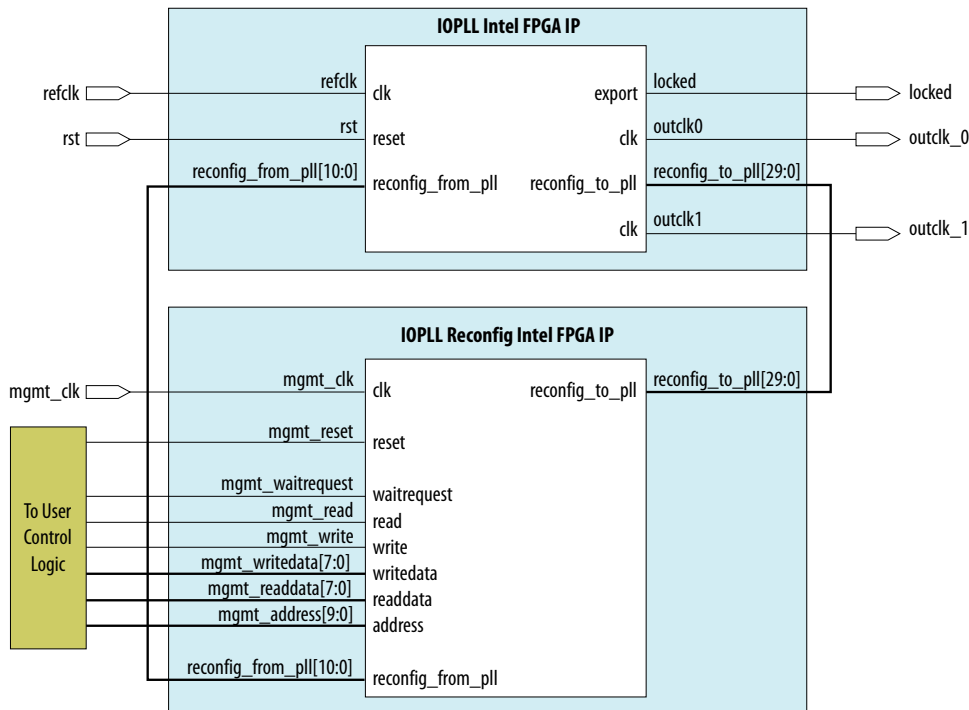 IOPLL Intel FPGA IP
refclk
refclk
clk
export
locked
locked
rst
rst
reset
clk
outclk0
outclk_0
reconfig_from_pll[10:0]
reconfig_from_pll
reconfig_to_pll
reconfig_to_pll[29:0]
clk
outclk1
outclk_1
IOPLL Reconfig Intel FPGA IP
mgmt_clk
mgmt_clk
clk
reconfig_to_pll
reconfig_to_pll[29:0]
To User
Control
Logic
mgmt_reset
reset
mgmt_waitrequest
waitrequest
mgmt_read
read
mgmt_write
write
mgmt_writedata[7:0]
writedata
mgmt_readdata[7:0]
readdata
mgmt_address[9:0]
address
reconfig_from_pll[10:0]
reconfig_from_pll